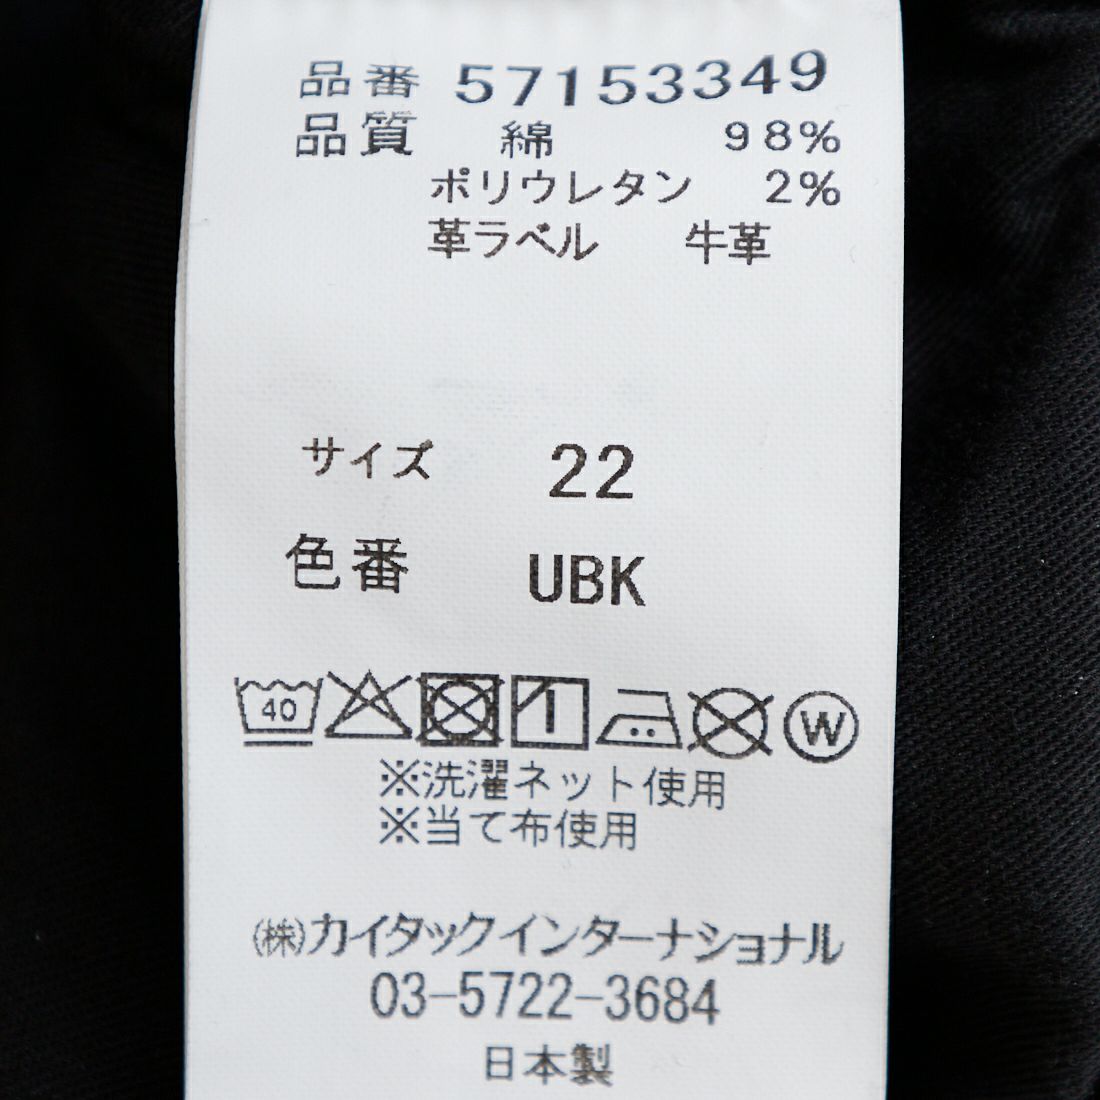 品番 57153349
品質 綿 98%
ポリウレタン 2%
革ラベル 牛革
サイズ 22
色番 UBK
40 W
※洗濯ネット使用
※当て布使用
㈱カイタックインターナショナル
03-5722-3684
日本製